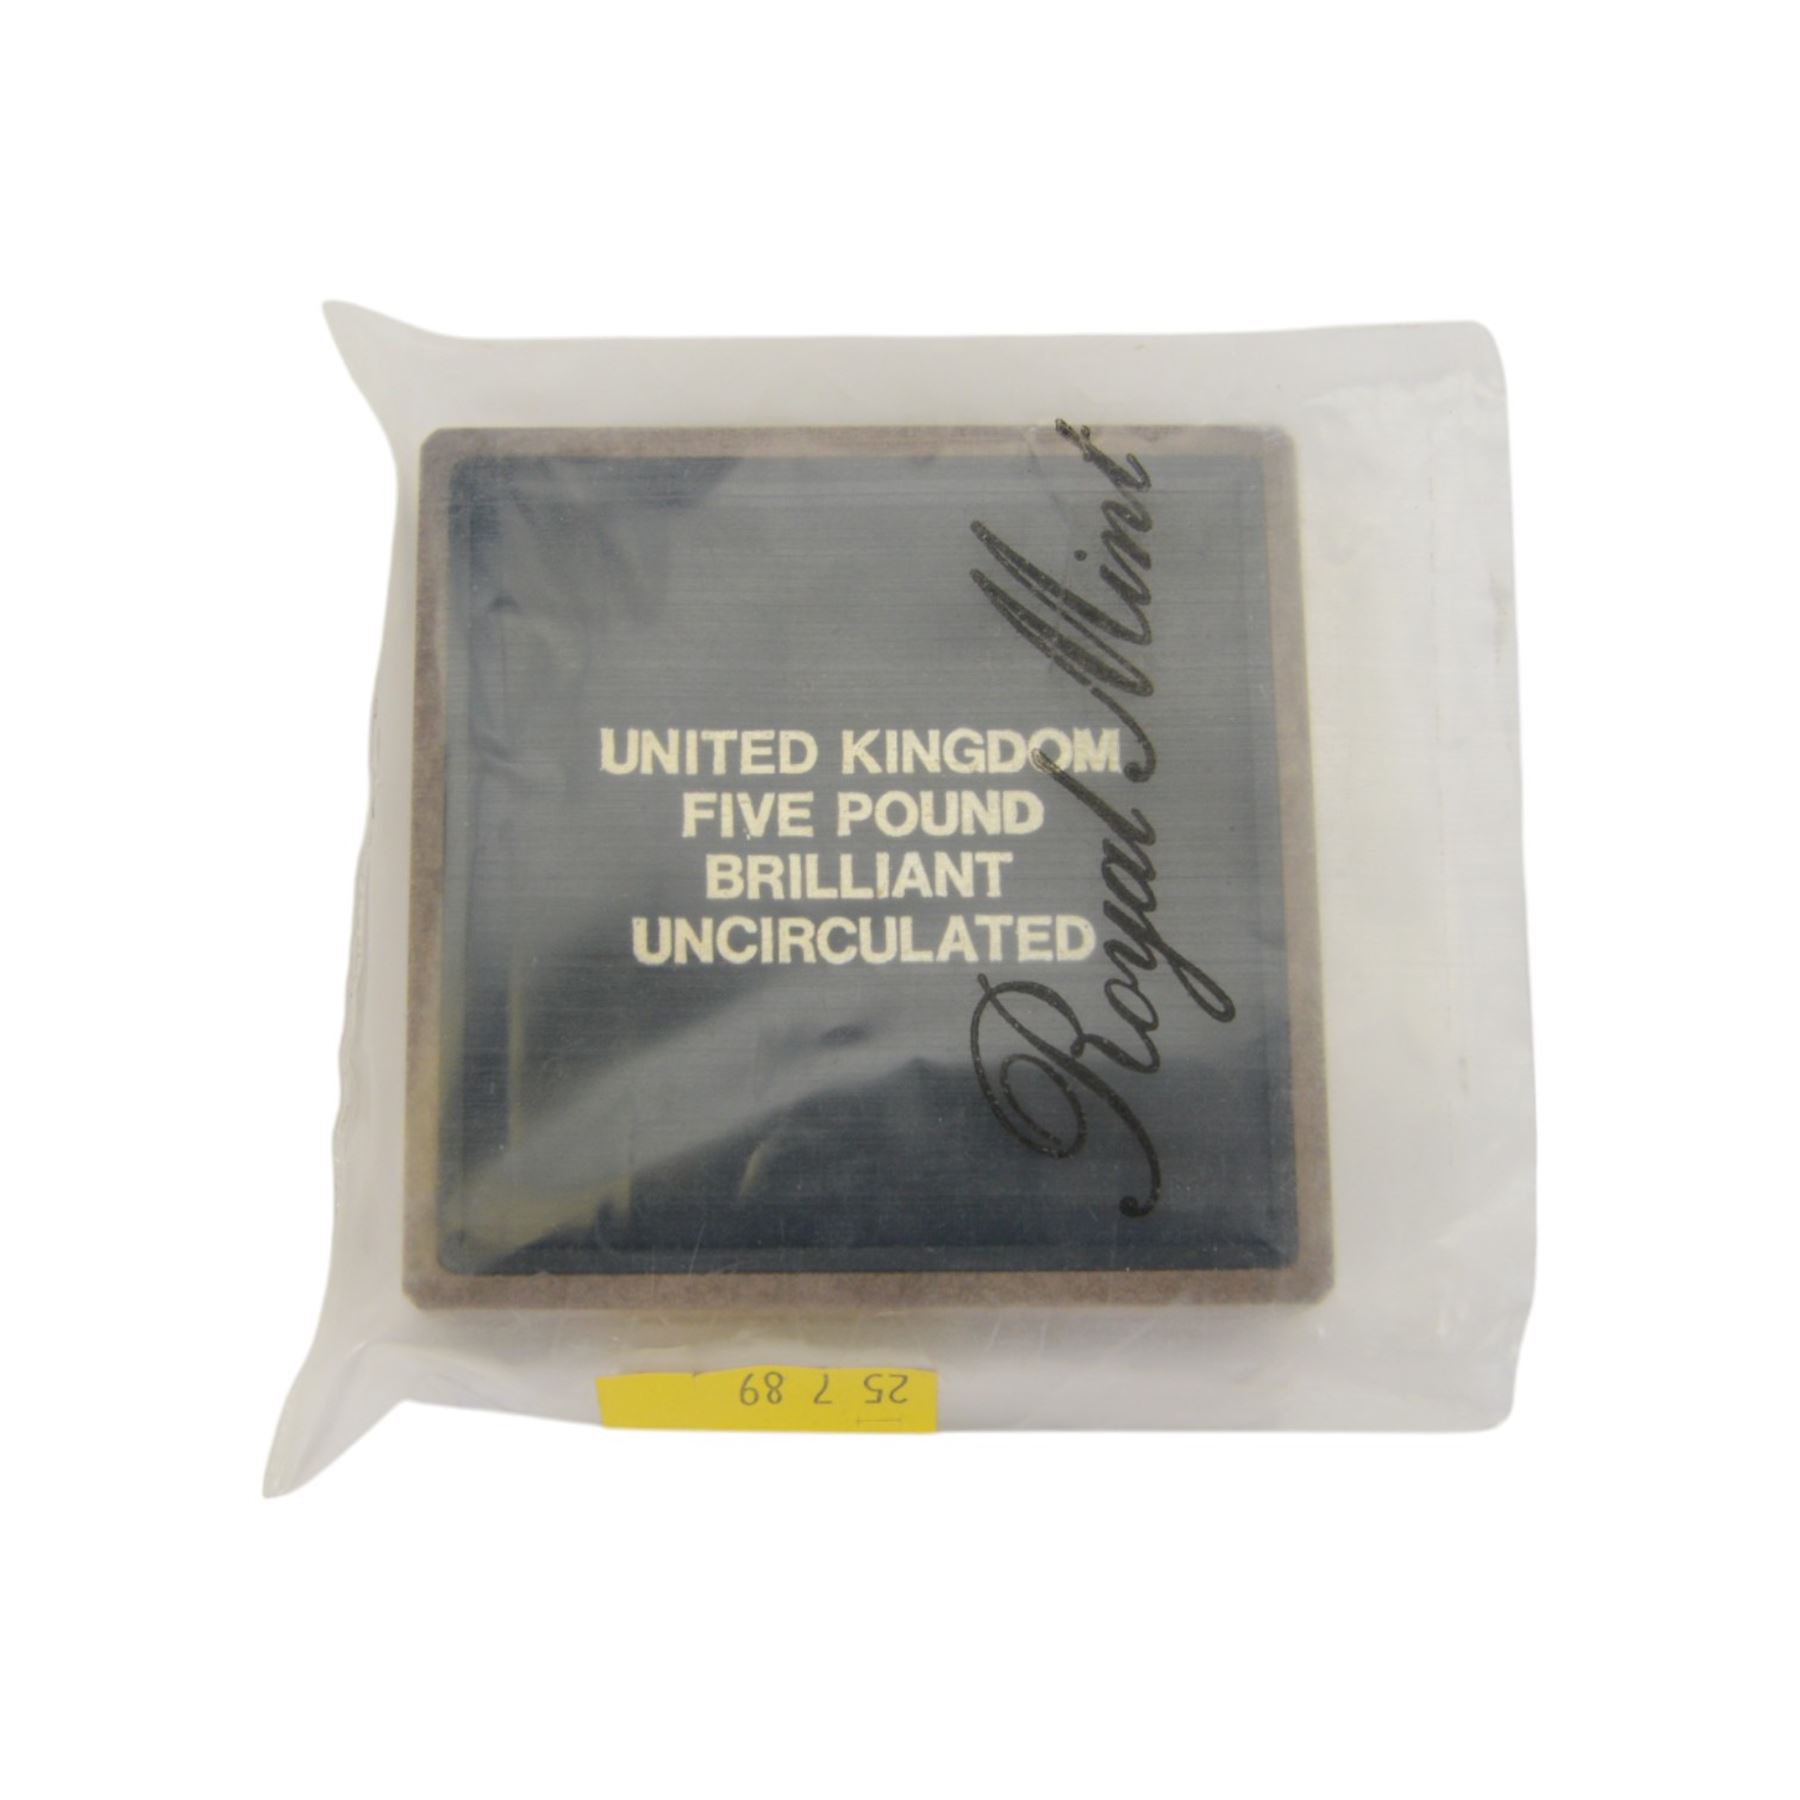 UNITED KINGDOM
FIVE POUND
BRILLIANT
UNCIRCULATED
Royal Mint
25 7 89